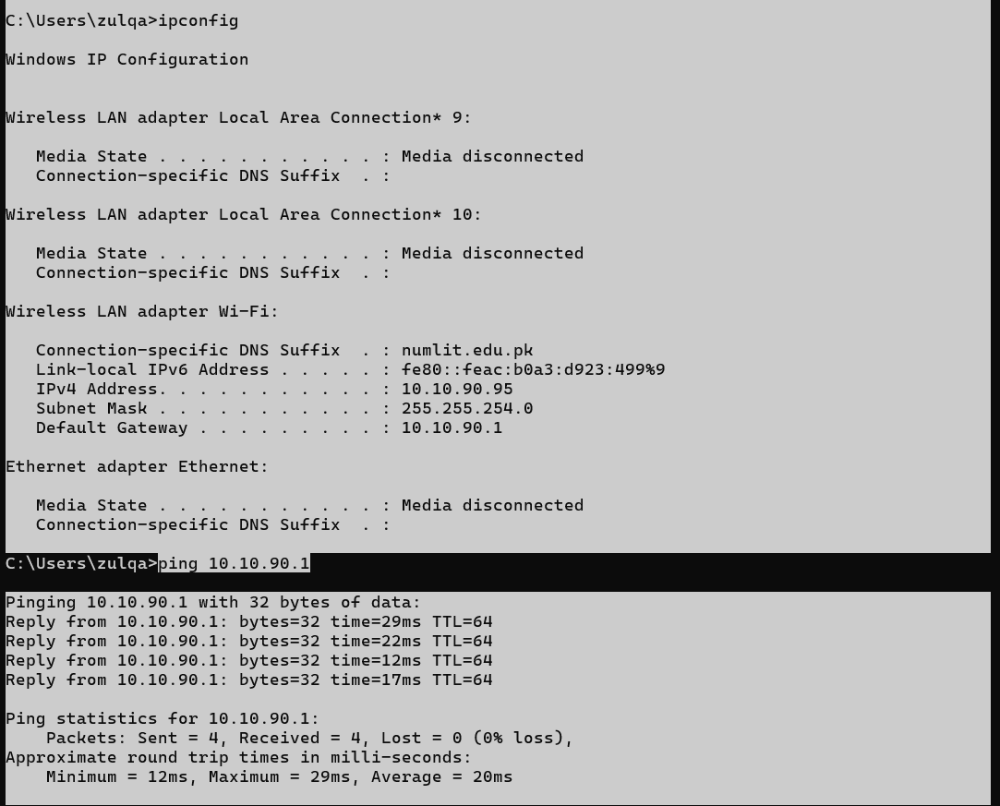 C:\Users\zulqa>ipconfig
Windows IP Configuration
Wireless LAN adapter Local Area Connection* 9:
   Media State . . . . . . . . . . . : Media disconnected
   Connection-specific DNS Suffix  . :
Wireless LAN adapter Local Area Connection* 10:
   Media State . . . . . . . . . . . : Media disconnected
   Connection-specific DNS Suffix  . :
Wireless LAN adapter Wi-Fi:
   Connection-specific DNS Suffix  . : numlit.edu.pk
   Link-local IPv6 Address . . . . . : fe80::feac:b0a3:d923:499%9
   IPv4 Address. . . . . . . . . . . : 10.10.90.95
   Subnet Mask . . . . . . . . . . . : 255.255.254.0
   Default Gateway . . . . . . . . . : 10.10.90.1
Ethernet adapter Ethernet:
   Media State . . . . . . . . . . . : Media disconnected
   Connection-specific DNS Suffix  . :
C:\Users\zulqa>ping 10.10.90.1
Pinging 10.10.90.1 with 32 bytes of data:
Reply from 10.10.90.1: bytes=32 time=29ms TTL=64
Reply from 10.10.90.1: bytes=32 time=22ms TTL=64
Reply from 10.10.90.1: bytes=32 time=12ms TTL=64
Reply from 10.10.90.1: bytes=32 time=17ms TTL=64
Ping statistics for 10.10.90.1:
    Packets: Sent = 4, Received = 4, Lost = 0 (0% loss),
Approximate round trip times in milli-seconds:
    Minimum = 12ms, Maximum = 29ms, Average = 20ms